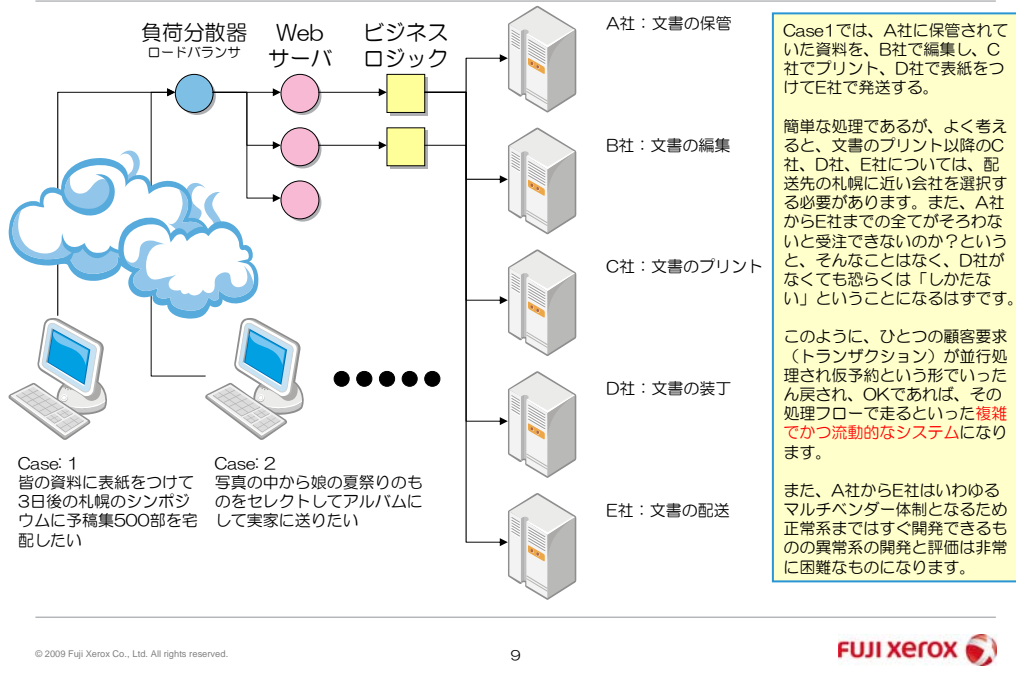 負荷分散器
ロードバランサ
Web
サーバ
ビジネス
ロジック
A社：文書の保管
B社：文書の編集
C社：文書のプリント
D社：文書の装丁
E社：文書の配送
Case: 1
皆の資料に表紙をつけて
3日後の札幌のシンポジ
ウムに予稿集500部を宅
配したい
Case: 2
写真の中から娘の夏祭りのも
のをセレクトしてアルバムに
して実家に送りたい
Case1では、A社に保管されて
いた資料を、B社で編集し、C
社でプリント、D社で表紙をつ
けてE社で発送する。
簡単な処理であるが、よく考え
ると、文書のプリント以降のC
社、D社、E社については、配
送先の札幌に近い会社を選択す
る必要があります。また、A社
からE社までの全てがそろわな
いと受注できないのか？という
と、そんなことはなく、D社が
なくても恐らくは「しかたな
い」ということになるはずです。
このように、ひとつの顧客要求
（トランザクション）が並行処
理され仮予約という形でいった
ん戻され、OKであれば、その
処理フローで走るといった複雑
でかつ流動的なシステムになり
ます。
また、A社からE社はいわゆる
マルチベンダー体制となるため
正常系まではすぐ開発できるも
のの異常系の開発と評価は非常
に困難なものになります。
© 2009 Fuji Xerox Co., Ltd. All rights reserved.
9
FUJI XEROX